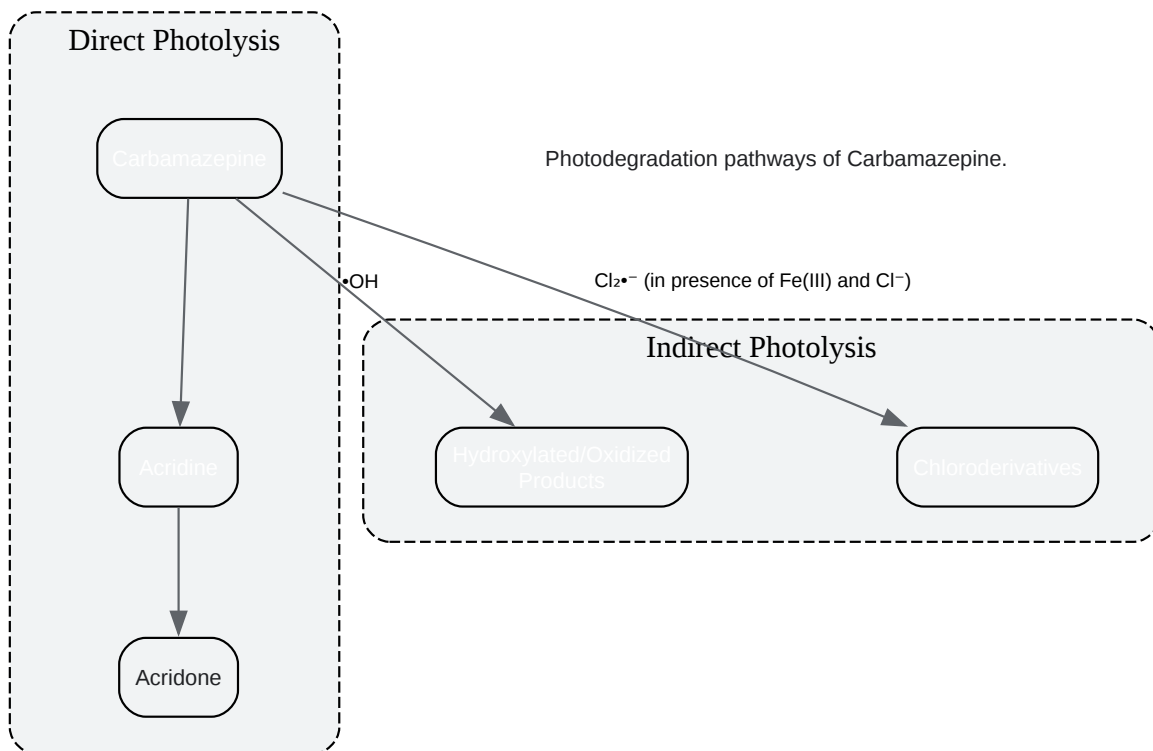 Direct Photolysis
Carbamazepine
Photodegradation pathways of Carbamazepine.
•OH
Cl₂•⁻ (in presence of Fe(III) and Cl⁻)
Indirect Photolysis
Acridine
Hydroxylated/Oxidized
Products
Chloroderivatives
Acridone